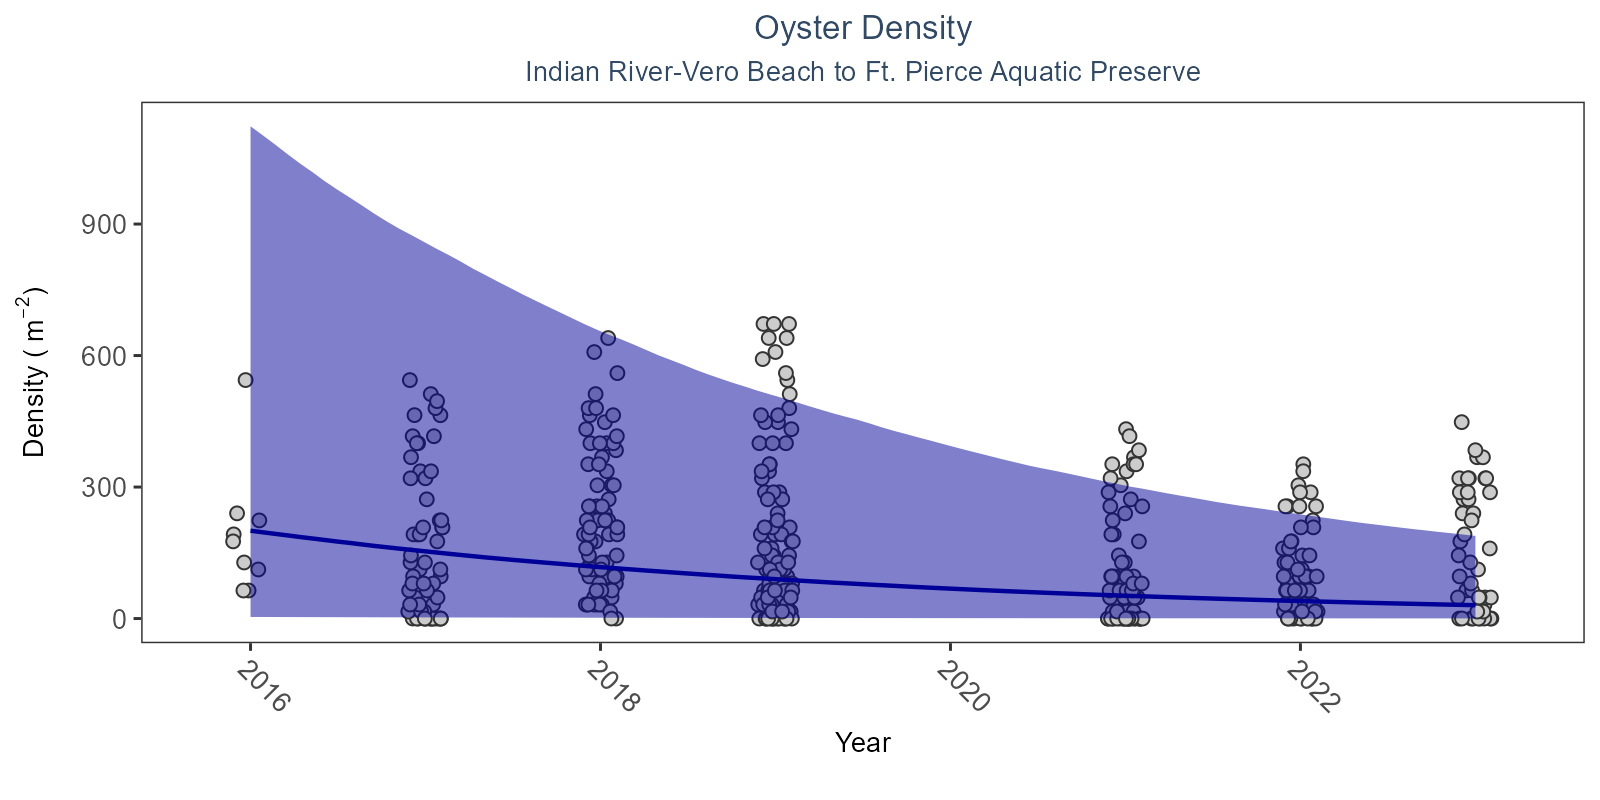 Oyster Density
Indian River-Vero Beach to Ft. Pierce Aquatic Preserve
Density ( m⁻²)
900
600
300
0
2016
2018
2020
2022
Year